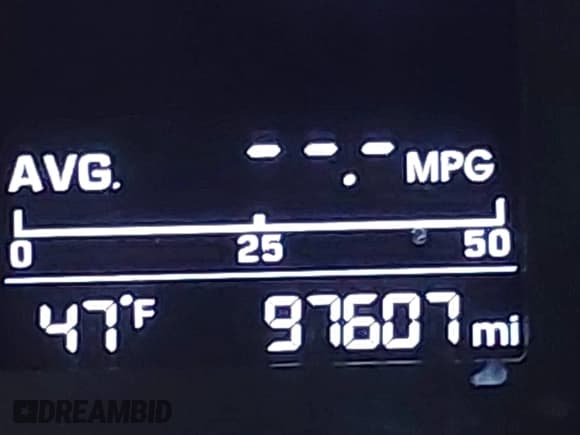 AVG. --.- MPG
0 25 50
47°F 97607 mi
DREAMBID